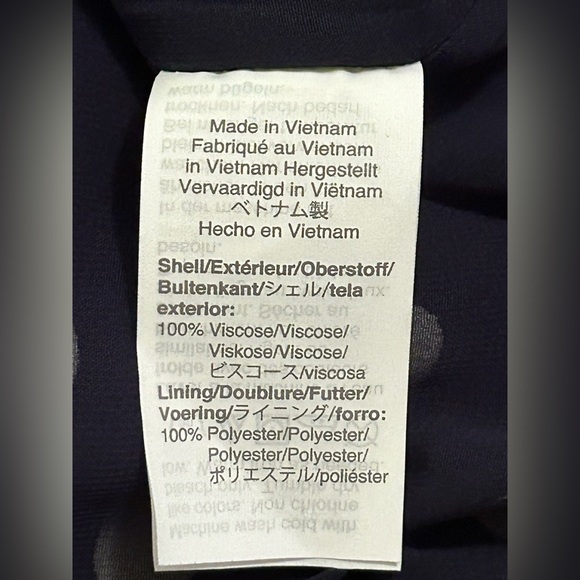 Made in Vietnam
Fabriqué au Vietnam
in Vietnam Hergestellt
Vervaardigd in Viëtnam
ベトナム製
Hecho en Vietnam
Shell/Extérieur/Oberstoff/
Buitenkant/シェル/tela
exterior:
100% Viscose/Viscose/
Viskose/Viscose/
ビスコース/viscosa
Lining/Doublure/Futter/
Voering/ライニング/forro:
100% Polyester/Polyester/
Polyester/Polyester/
ポリエステル/poliéster